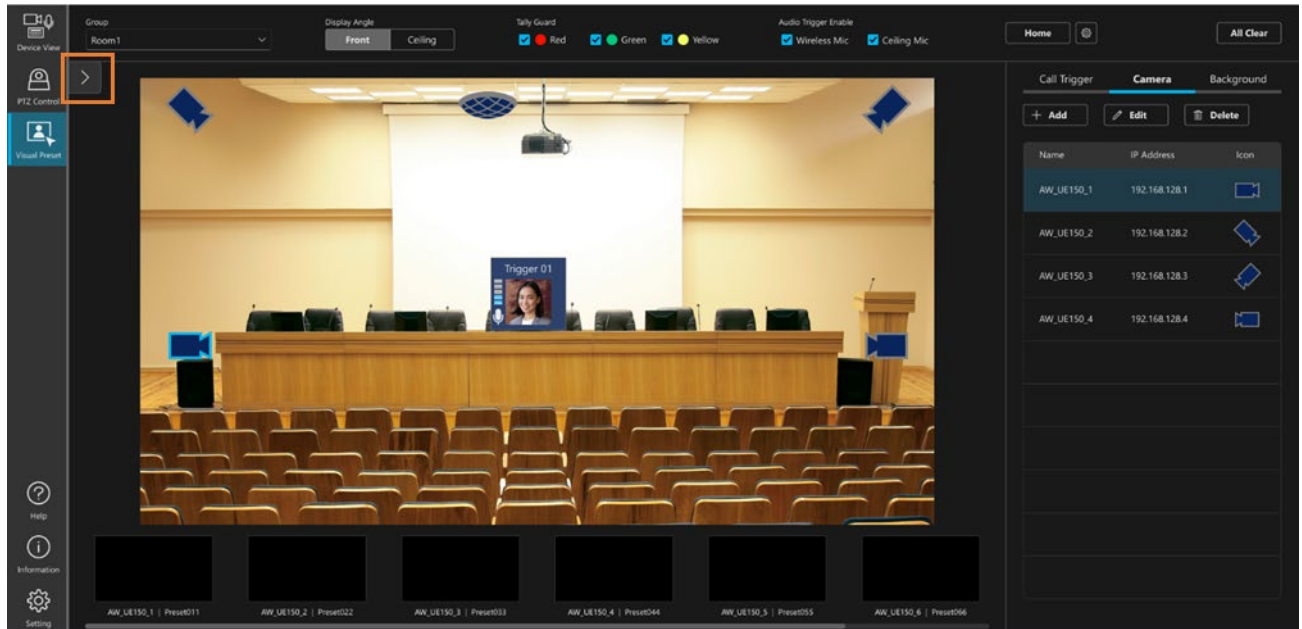 Device View
PTZ Control
Visual Preset
Help
Information
Setting
Group
Room1
Display Angle
Front Ceiling
Tally Guard
Red Green Yellow
Audio Trigger Enable
Wireless Mic Ceiling Mic
Home
All Clear
Trigger 01
Call Trigger Camera Background
Add Edit Delete
Name IP Address Icon
AW_UE150_1 192.168.128.1
AW_UE150_2 192.168.128.2
AW_UE150_3 192.168.128.3
AW_UE150_4 192.168.128.4
AW_UE150_1 | Preset011
AW_UE150_2 | Preset022
AW_UE150_3 | Preset033
AW_UE150_4 | Preset044
AW_UE150_5 | Preset055
AW_UE150_6 | Preset066